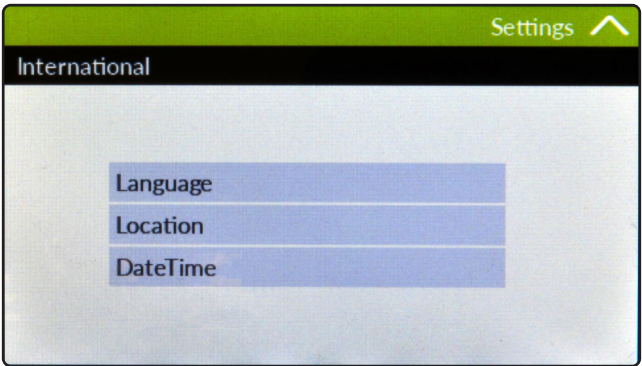 Settings
International
Language
Location
DateTime